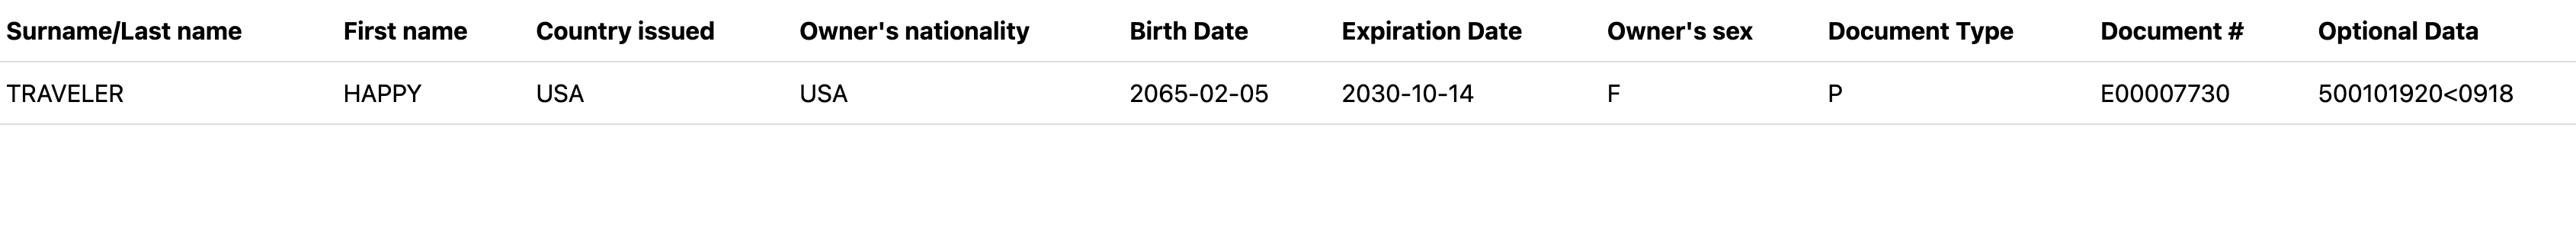 Surname/Last name First name Country issued Owner's nationality Birth Date Expiration Date Owner's sex Document Type Document # Optional Data
TRAVELER HAPPY USA USA 2065-02-05 2030-10-14 F P E00007730 500101920<0918